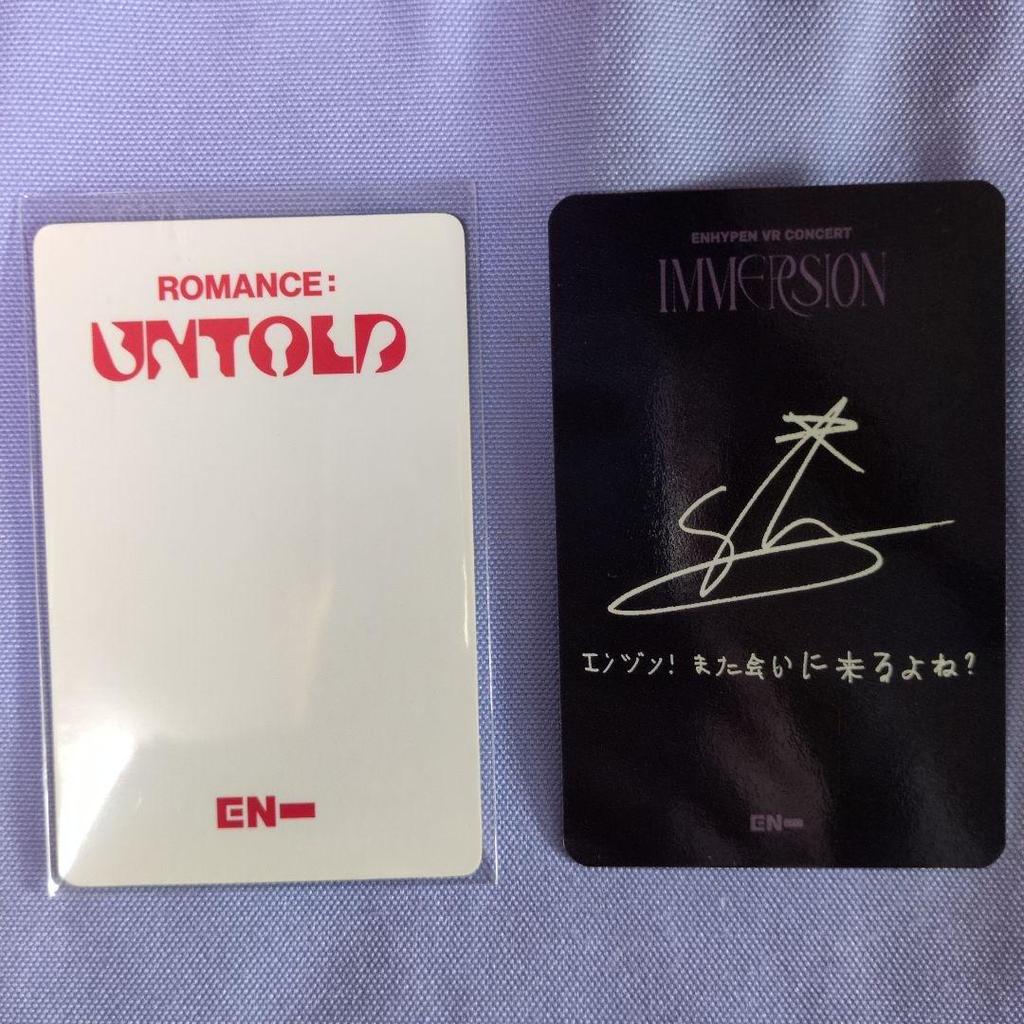 ROMANCE:
UNTOLD
EN-
ENHYPEN VR CONCERT
IMMERSION
エンジン! また会いに来るよね?
EN-